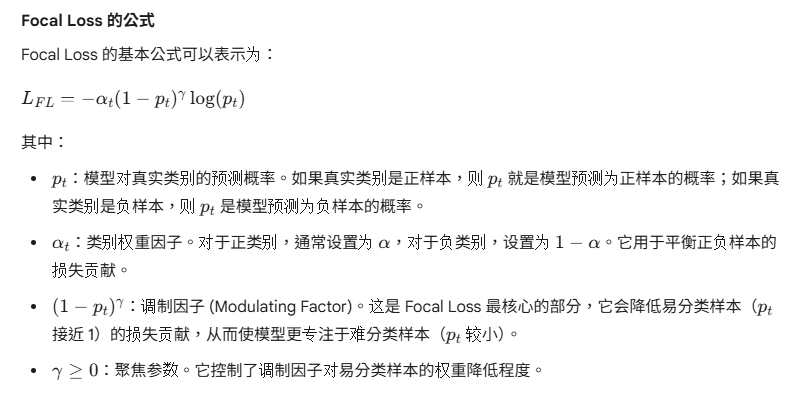 Focal Loss 的公式
Focal Loss 的基本公式可以表示为：
L_{FL} = −α_t(1 − p_t)^γ log(p_t)
其中：
• p_t：模型对真实类别的预测概率。如果真实类别是正样本，则 p_t 就是模型预测为正样本的概率；如果真
实类别是负样本，则 p_t 是模型预测为负样本的概率。
• α_t：类别权重因子。对于正类别，通常设置为 α，对于负类别，设置为 1 − α。它用于平衡正负样本的
损失贡献。
• (1 − p_t)^γ：调制因子 (Modulating Factor)。这是 Focal Loss 最核心的部分，它会降低易分类样本（p_t
接近 1）的损失贡献，从而使模型更专注于难分类样本（p_t 较小）。
• γ ≥ 0：聚焦参数。它控制了调制因子对易分类样本的权重降低程度。